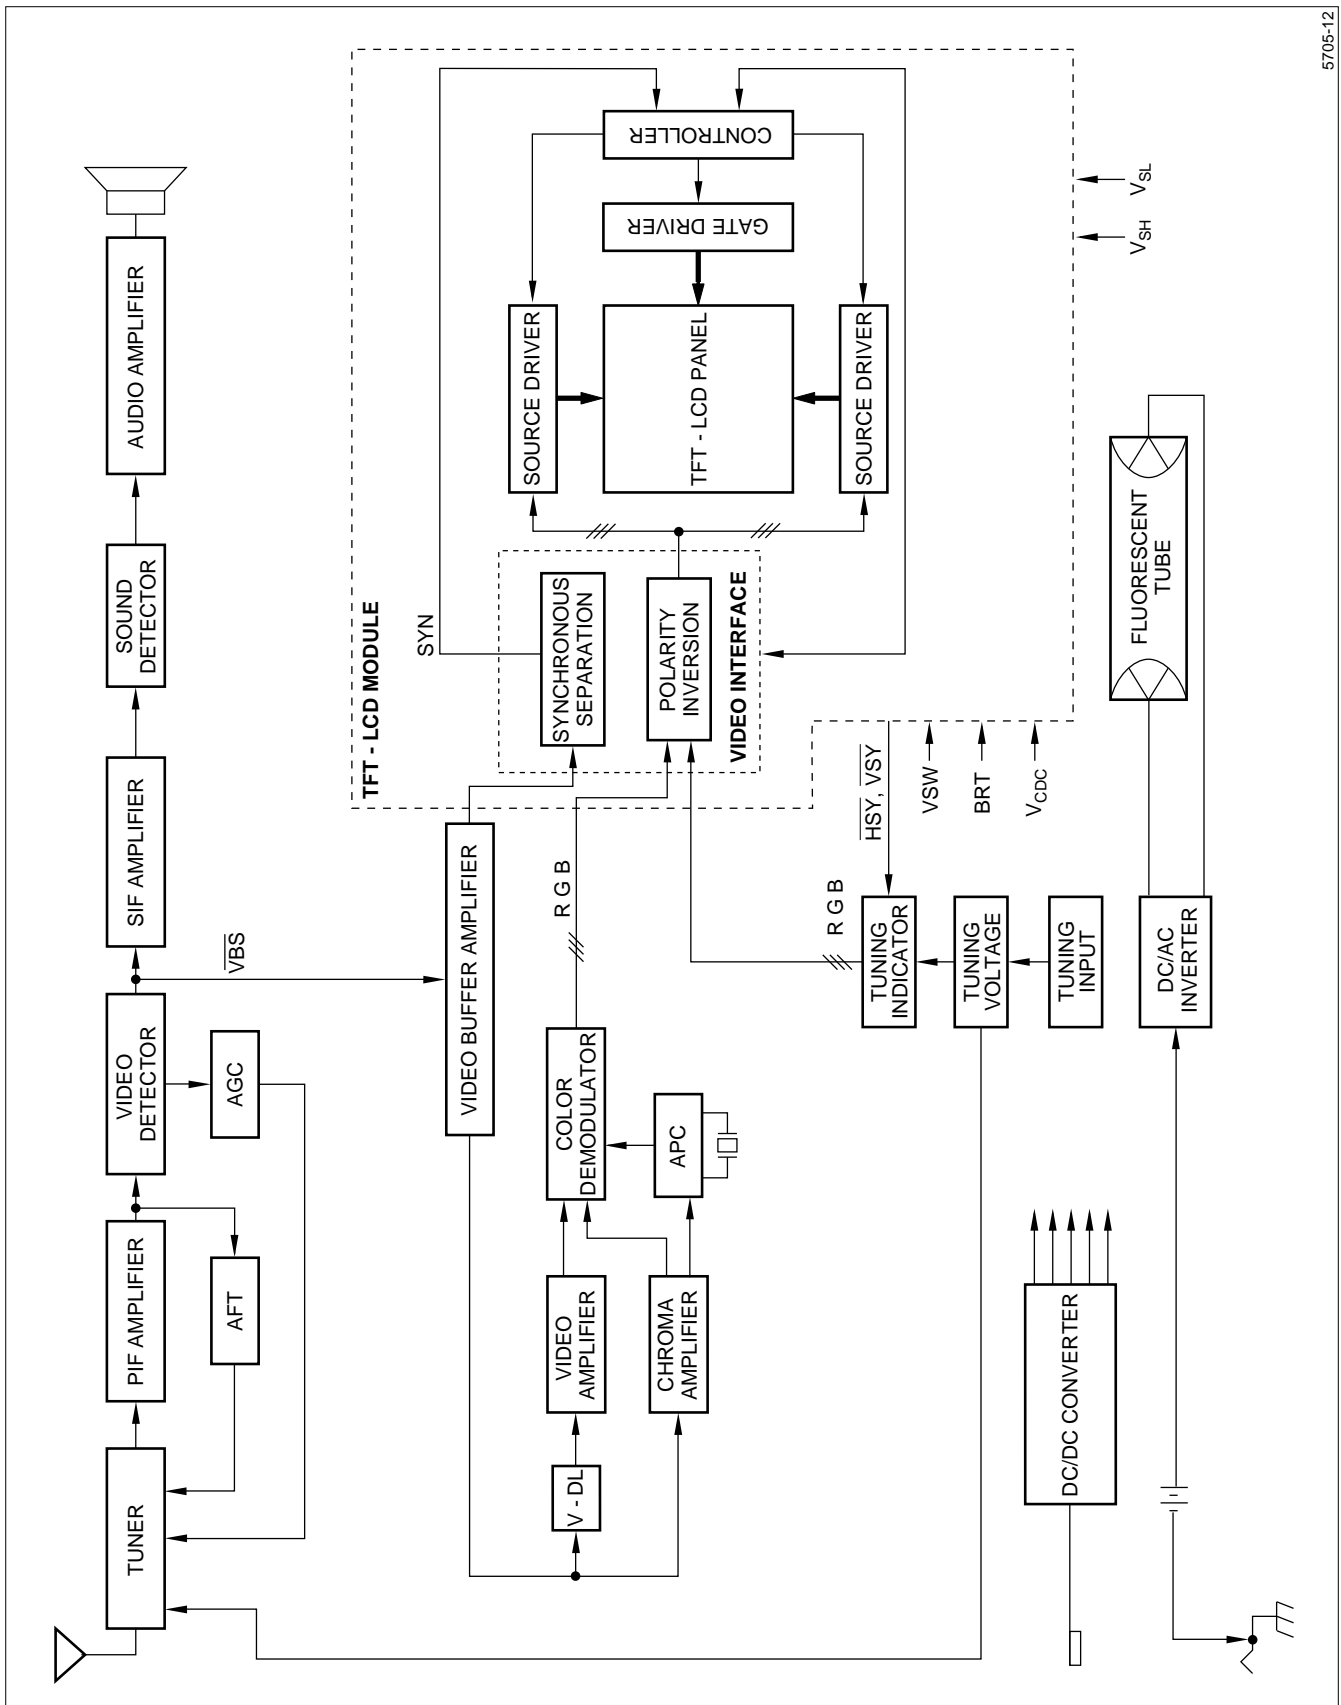 TUNER
PIF AMPLIFIER
VIDEO
DETECTOR
SIF AMPLIFIER
SOUND
DETECTOR
AUDIO AMPLIFIER
AFT
AGC
VBS
VIDEO BUFFER AMPLIFIER
TFT - LCD MODULE
SYN
SYNCHRONOUS
SEPARATION
POLARITY
INVERSION
VIDEO INTERFACE
SOURCE DRIVER
TFT - LCD PANEL
SOURCE DRIVER
GATE DRIVER
CONTROLLER
V - DL
VIDEO
AMPLIFIER
CHROMA
AMPLIFIER
COLOR
DEMODULATOR
APC
R G B
R G B
HSY, VSY
VSW
BRT
VCDC
VSH
VSL
TUNING
INDICATOR
TUNING
VOLTAGE
TUNING
INPUT
DC/DC CONVERTER
DC/AC
INVERTER
FLUORESCENT
TUBE
5705-12